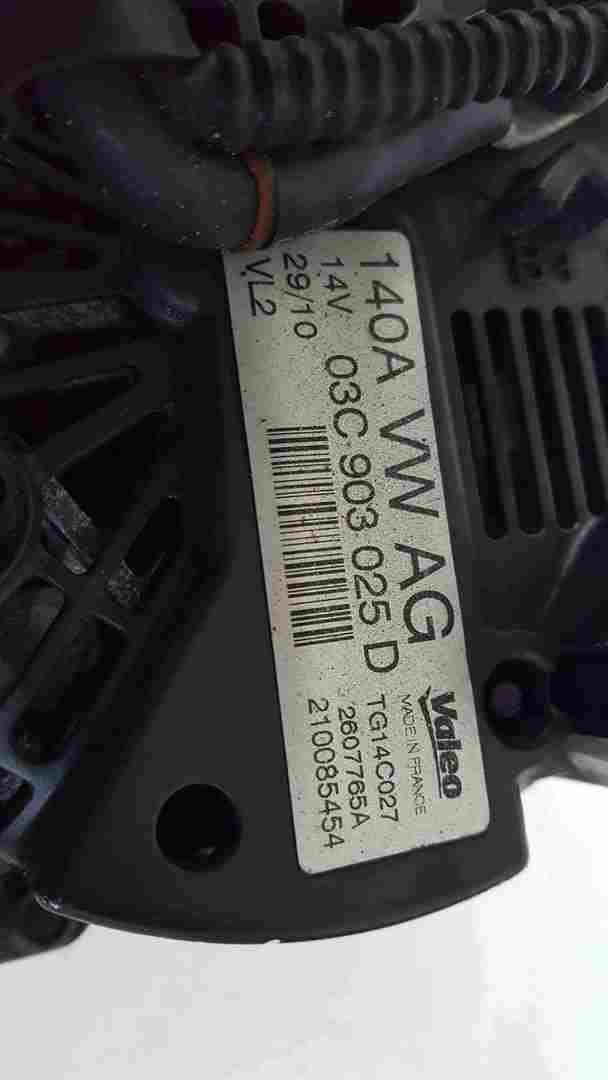 140A VW AG
14V 03C 903 025 D
29/10
VL2
Valeo
MADE IN FRANCE
TG14C027
2607765A
210085454